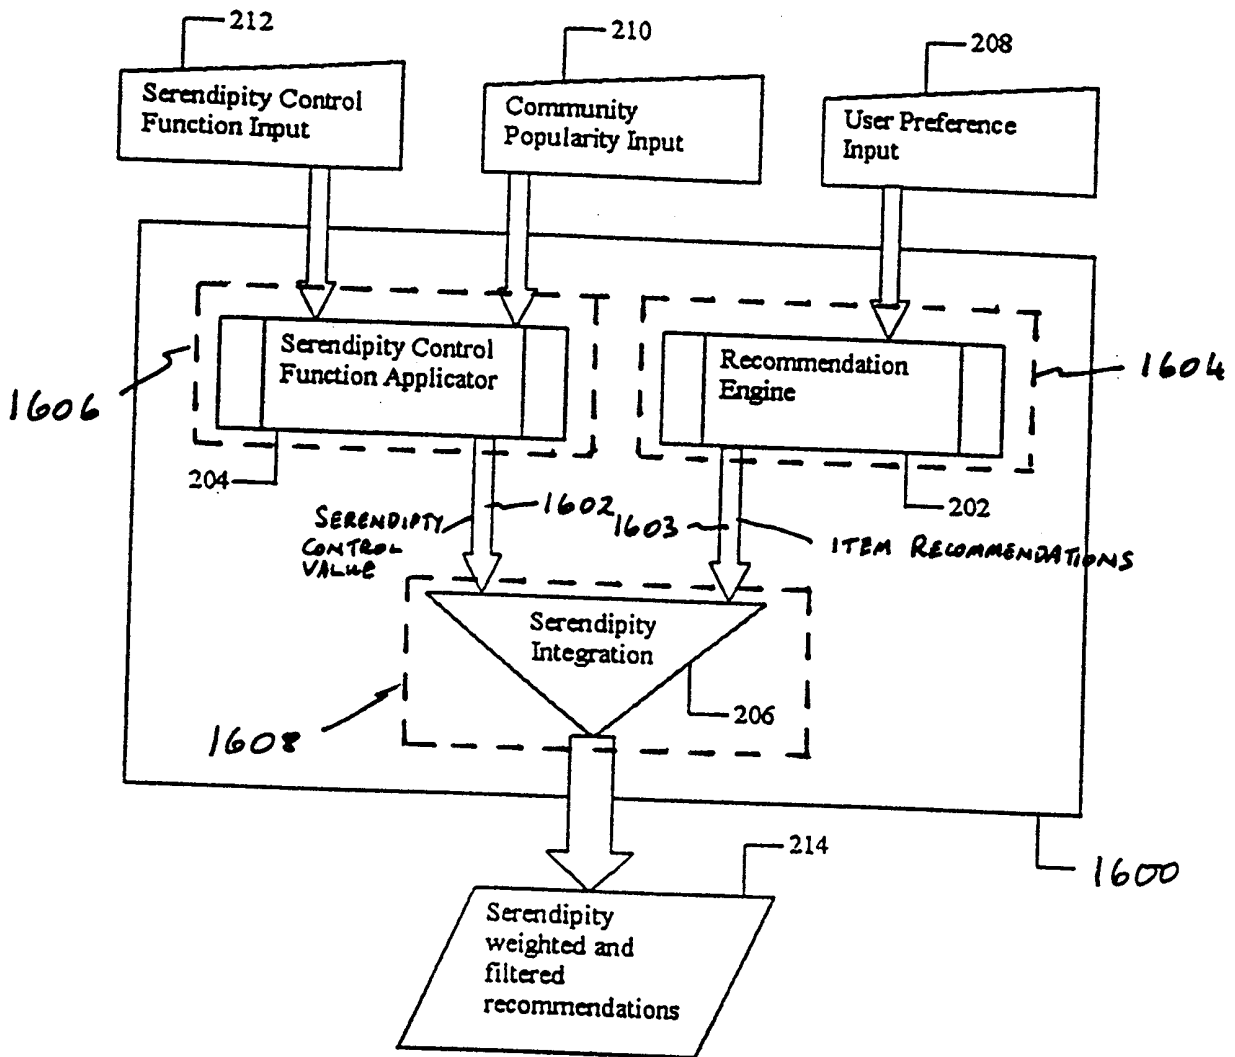 212
210
208
Serendipity Control
Function Input
Community
Popularity Input
User Preference
Input
Serendipity Control
Function Applicator
Recommendation
Engine
1606
1604
204
202
SERENDIPTY
CONTROL
VALUE
1602
1603
ITEM RECOMMENDATIONS
Serendipity
Integration
206
1608
214
1600
Serendipity
weighted and
filtered
recommendations